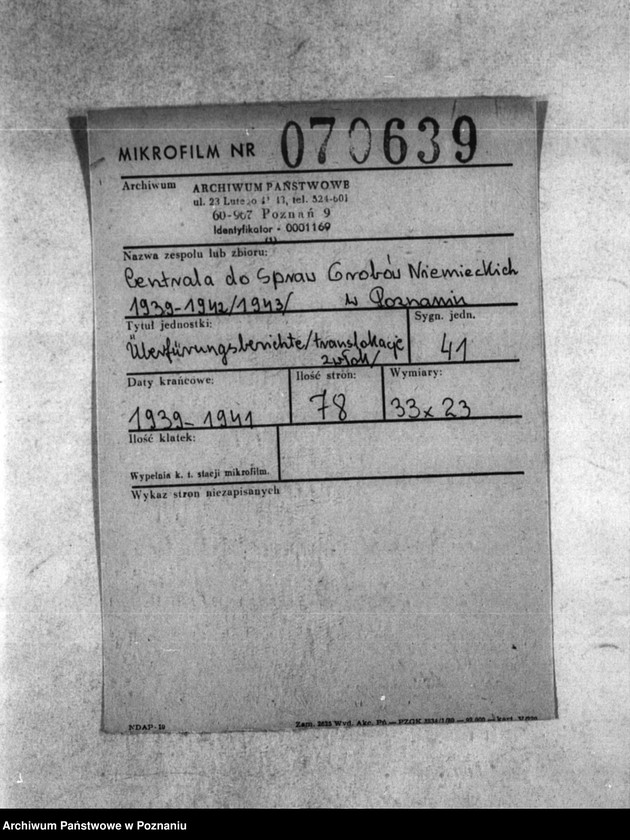 MIKROFILM NR 070639
Archiwum ARCHIWUM PAŃSTWOWE
ul. 23 Lutego 41/43, tel. 524-601
60-967 Poznań 9
Identyfikator - 0001169
(1)
Nazwa zespołu lub zbioru:
Centrala do Spraw Grobów Niemieckich
1939-1942/1943/ w Poznaniu
Tytuł jednostki:
"Überfürungsberichte/translokacje
zwłok/
Sygn. jedn.
41
Daty krańcowe:
1939-1941
Ilość stron:
78
Wymiary:
33x23
Ilość klatek:
Wypełnia k. t. stacji mikrofilm.
Wykaz stron niezapisanych
NDAP-10
Archiwum Państwowe w Poznaniu